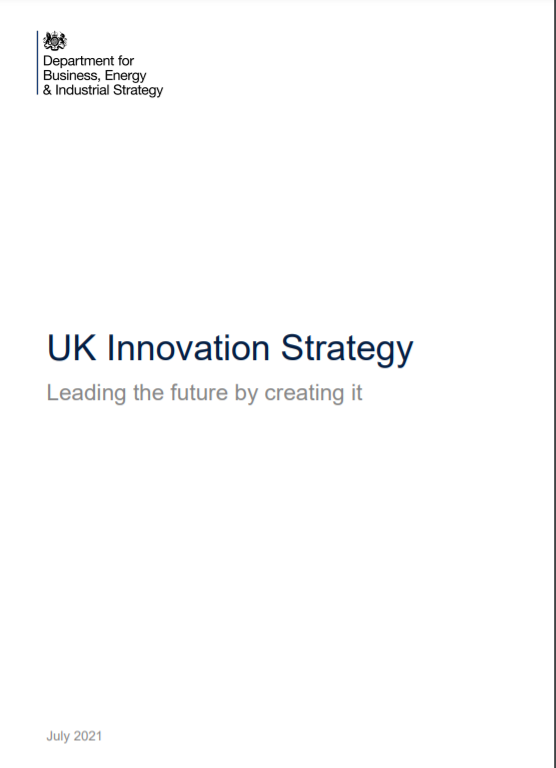 Department for
Business, Energy
& Industrial Strategy
UK Innovation Strategy
Leading the future by creating it
July 2021